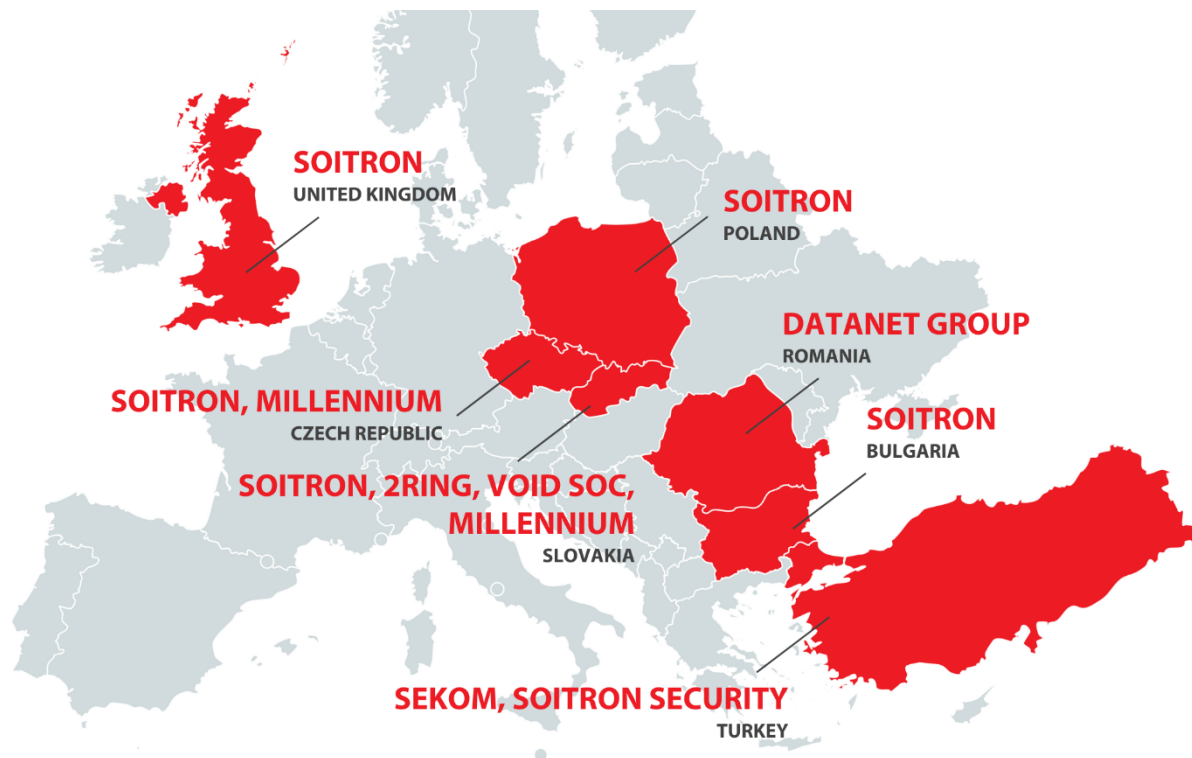 SOITRON
UNITED KINGDOM
SOITRON
POLAND
DATANET GROUP
ROMANIA
SOITRON, MILLENNIUM
CZECH REPUBLIC
SOITRON
BULGARIA
SOITRON, 2RING, VOID SOC,
MILLENNIUM
SLOVAKIA
SEKOM, SOITRON SECURITY
TURKEY